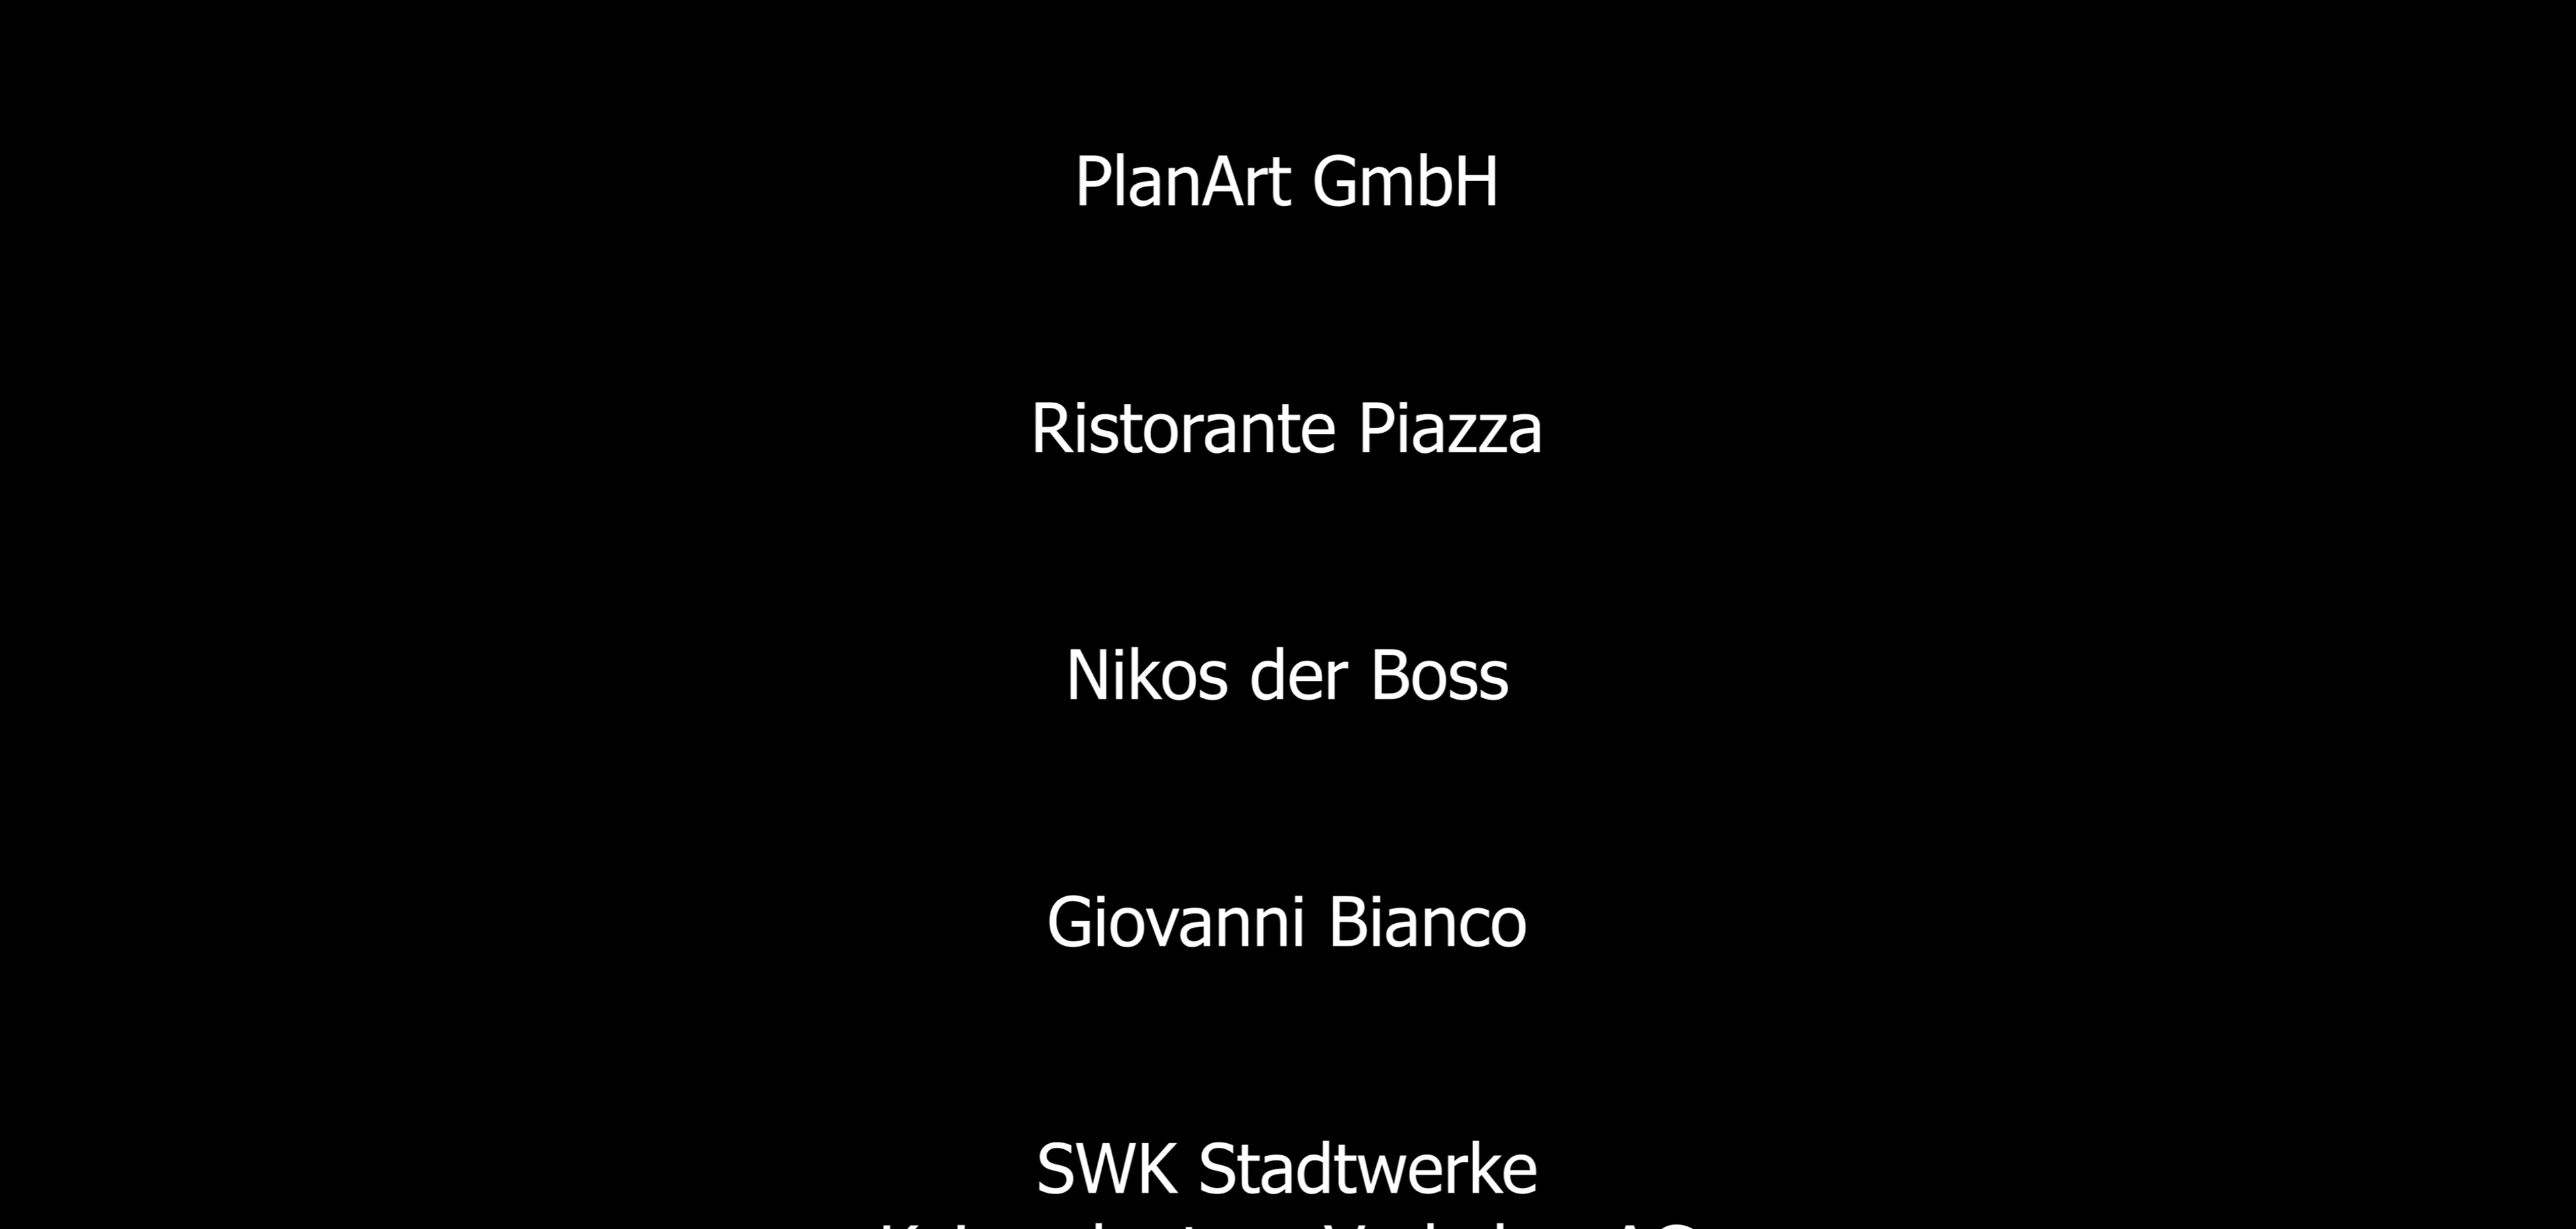 PlanArt GmbH
Ristorante Piazza
Nikos der Boss
Giovanni Bianco
SWK Stadtwerke